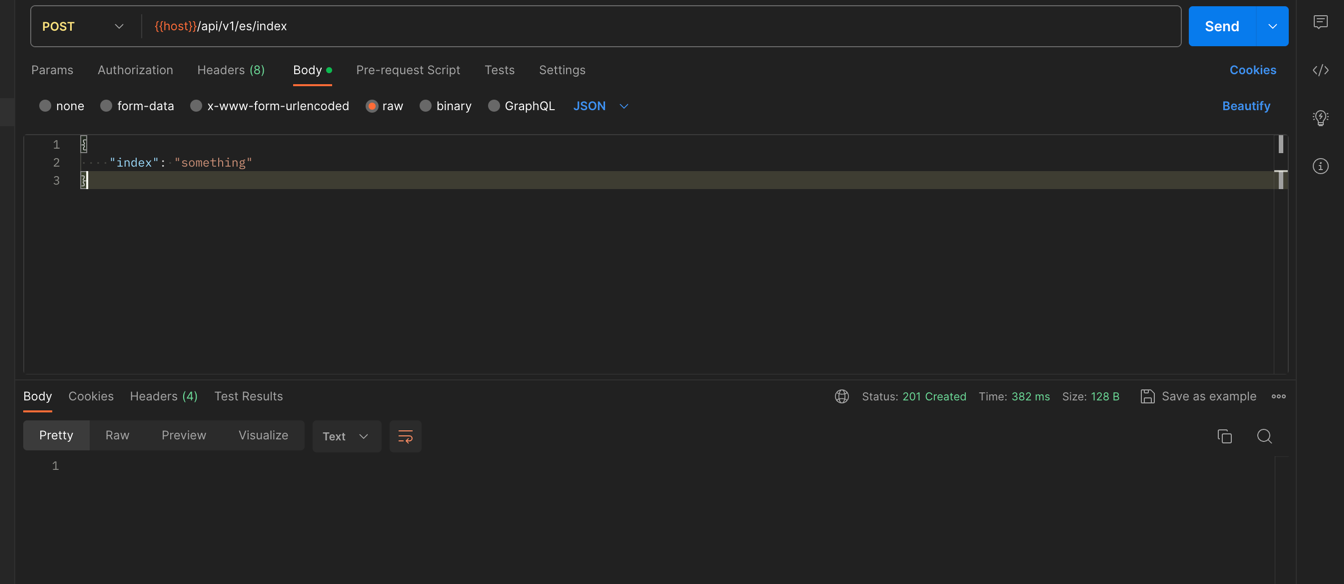 POST {{host}}/api/v1/es/index Send
Params Authorization Headers (8) Body Pre-request Script Tests Settings Cookies
none form-data x-www-form-urlencoded raw binary GraphQL JSON Beautify
1 {
2 "index": "something"
3 }
Body Cookies Headers (4) Test Results Status: 201 Created Time: 382 ms Size: 128 B Save as example
Pretty Raw Preview Visualize Text
1